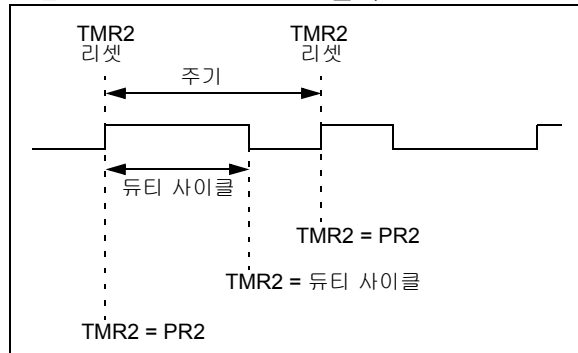 TMR2 TMR2
리셋 리셋
주기
듀티 사이클
TMR2 = PR2
TMR2 = 듀티 사이클
TMR2 = PR2